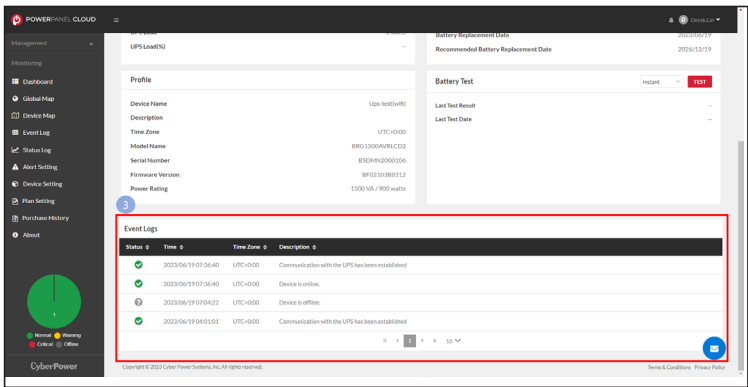 POWERPANEL CLOUD
DerekLin
Management
Monitoring
Dashboard
Global Map
Device Map
Event Log
Status Log
Alert Setting
Device Setting
Plan Setting
Purchase History
About
1
Normal Warning
Critical Offline
CyberPower
UPS Load(%) --
Battery Replacement Date 2023/06/19
Recommended Battery Replacement Date 2026/12/19
Profile
Device Name Ups-test(wifi)
Description
Time Zone UTC+0:00
Model Name BRG1500AVRLCD2
Serial Number BSDMN2000106
Firmware Version BF02103B8312
Power Rating 1500 VA / 900 watts
Battery Test Instant TEST
Last Test Result --
Last Test Date --
3
Event Logs
Status Time Time Zone Description
2023/06/19 07:36:40 UTC+0:00 Communication with the UPS has been established
2023/06/19 07:36:40 UTC+0:00 Device is online.
2023/06/19 07:04:22 UTC+0:00 Device is offline.
2023/06/19 04:01:01 UTC+0:00 Communication with the UPS has been established
1 10
Copyright © 2023 Cyber Power Systems, Inc. All rights reserved.
Terms & Conditions Privacy Policy